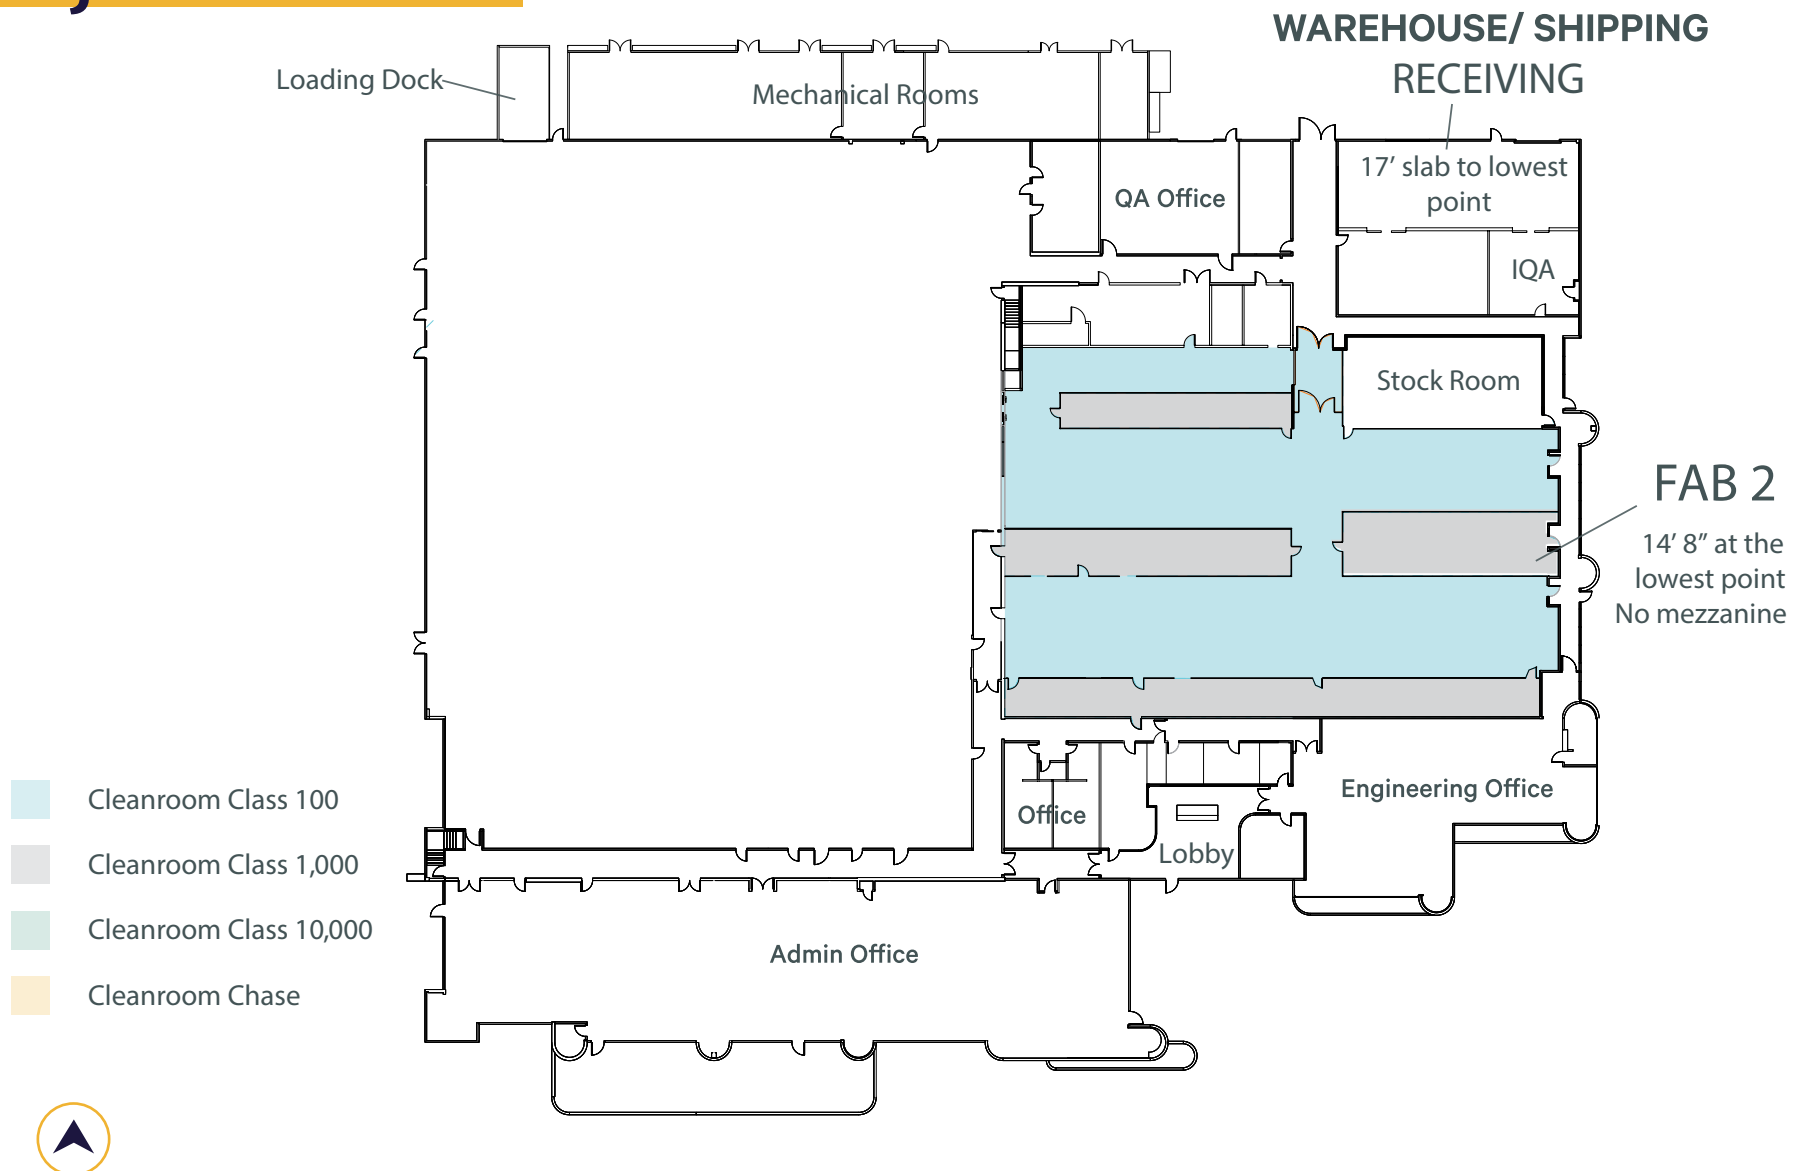 WAREHOUSE/ SHIPPING
RECEIVING
Loading Dock
Mechanical Rooms
17’ slab to lowest
point
QA Office
IQA
Stock Room
FAB 2
14’ 8” at the
lowest point
No mezzanine
Cleanroom Class 100
Cleanroom Class 1,000
Cleanroom Class 10,000
Cleanroom Chase
Engineering Office
Office
Lobby
Admin Office